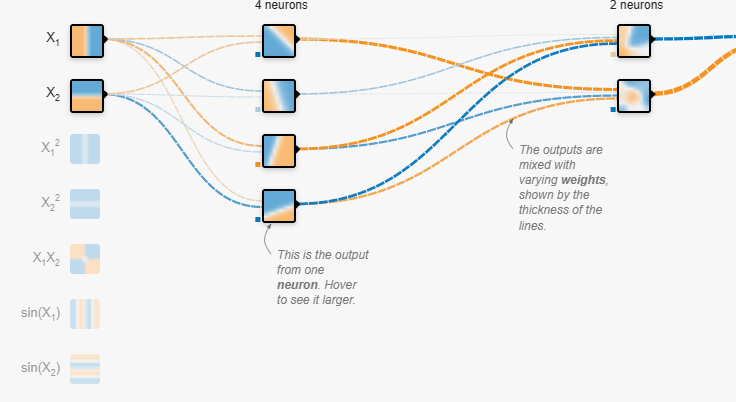 4 neurons
2 neurons
X₁
X₂
X₁²
X₂²
X₁X₂
sin(X₁)
sin(X₂)
The outputs are
mixed with
varying weights,
shown by the
thickness of the
lines.
This is the output
from one
neuron. Hover
to see it larger.